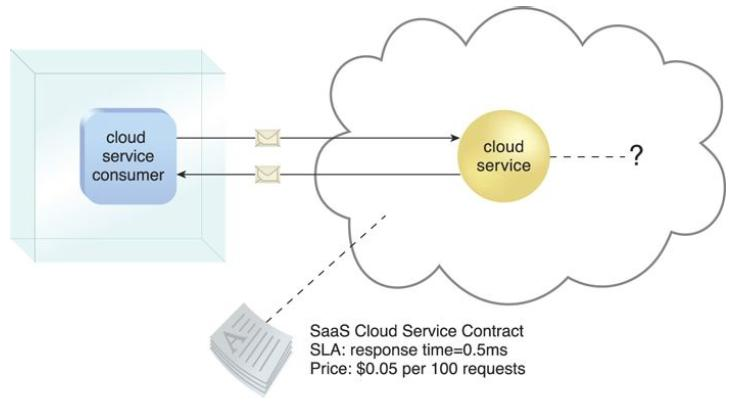 cloud
service
consumer
cloud
service
?
A
SaaS Cloud Service Contract
SLA: response time=0.5ms
Price: $0.05 per 100 requests